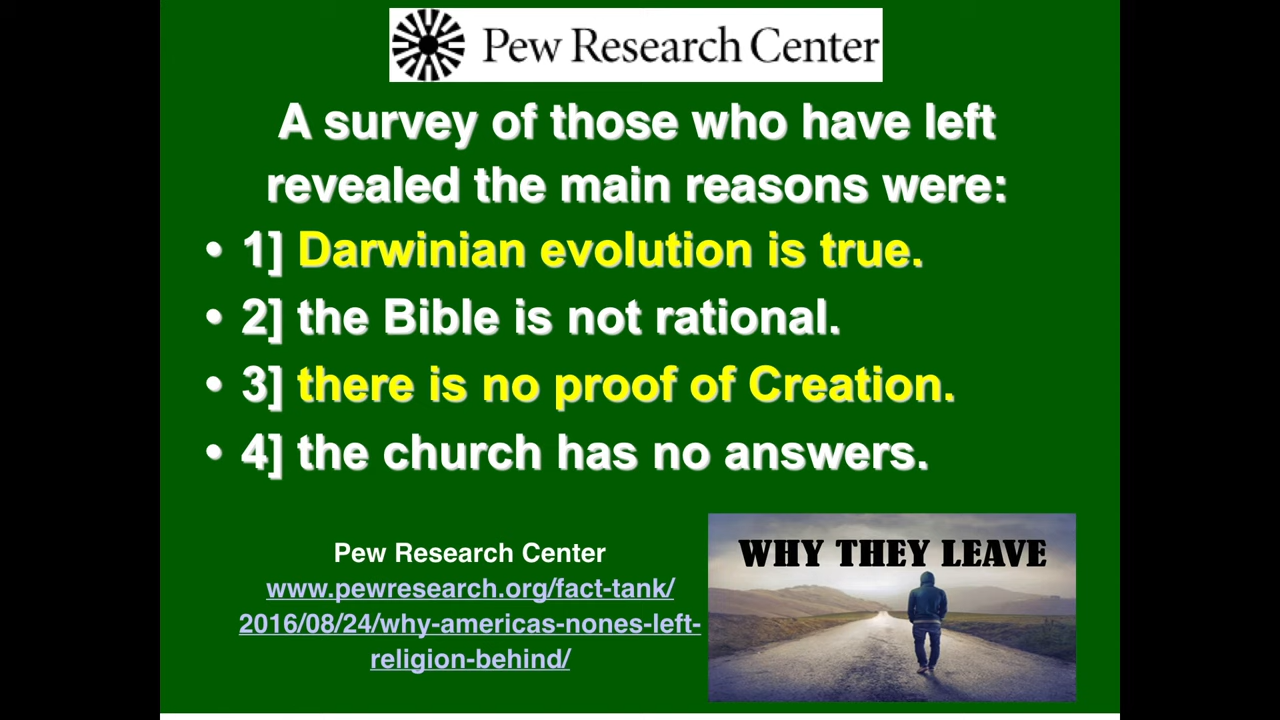 Pew Research Center
A survey of those who have left
revealed the main reasons were:
• 1] Darwinian evolution is true.
• 2] the Bible is not rational.
• 3] there is no proof of Creation.
• 4] the church has no answers.
Pew Research Center
www.pewresearch.org/fact-tank/
2016/08/24/why-americas-nones-left-
religion-behind/
WHY THEY LEAVE